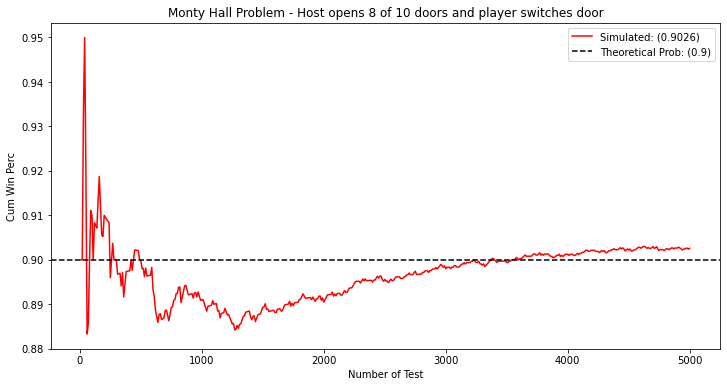 Monty Hall Problem - Host opens 8 of 10 doors and player switches door
Simulated: (0.9026)
Theoretical Prob: (0.9)
Cum Win Perc
0.95
0.94
0.93
0.92
0.91
0.90
0.89
0.88
0
1000
2000
3000
4000
5000
Number of Test